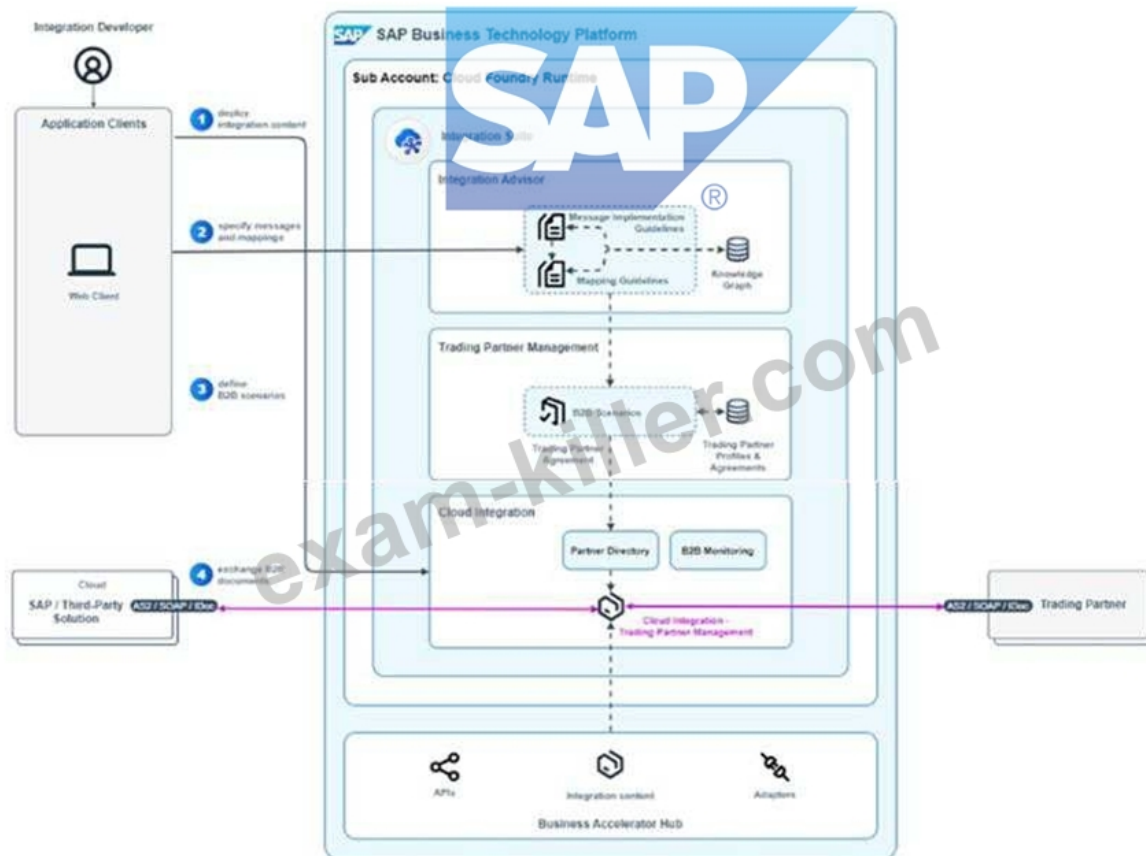 Integration Developer
SAP SAP Business Technology Platform
SAP
®
Sub Account: Cloud Foundry Runtime
Application Clients
1 deploy
integration content
Integration Suite
Integration Advisor
2 specify messages
and mappings
Message Implementation
Guidelines
Mapping Guidelines
Knowledge
Graph
Web Client
Trading Partner Management
3 define
B2B scenarios
B2B Scenarios
Trading Partner
Agreement
Trading Partner
Profiles &
Agreements
exam-killer.com
Cloud Integration
Partner Directory
B2B Monitoring
4 exchange B2B
documents
Cloud
SAP / Third-Party
Solution
AS2 / SOAP / IDoc
Cloud Integration -
Trading Partner Management
AS2 / SOAP / IDoc
Trading Partner
APIs
Integration content
Adapters
Business Accelerator Hub